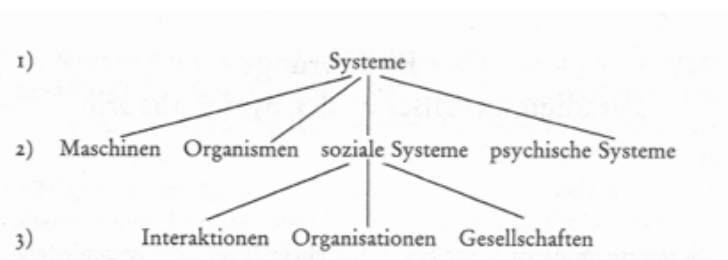 1) Systeme
2) Maschinen Organismen soziale Systeme psychische Systeme
3) Interaktionen Organisationen Gesellschaften